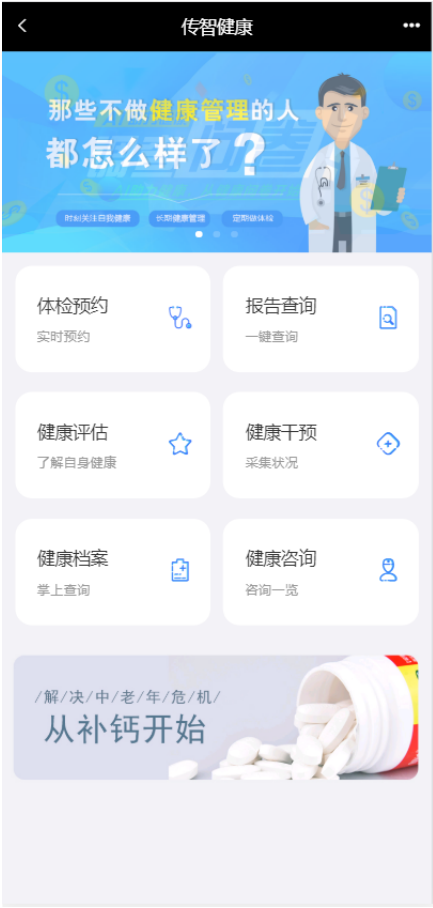 传智健康
那些不做健康管理的人
都怎么样了？
时刻关注自我健康 长期健康管理 定期做体检
体检预约
实时预约
报告查询
一键查询
健康评估
了解自身健康
健康干预
采集状况
健康档案
掌上查询
健康咨询
咨询一览
/解/决/中/老/年/危/机/
从补钙开始